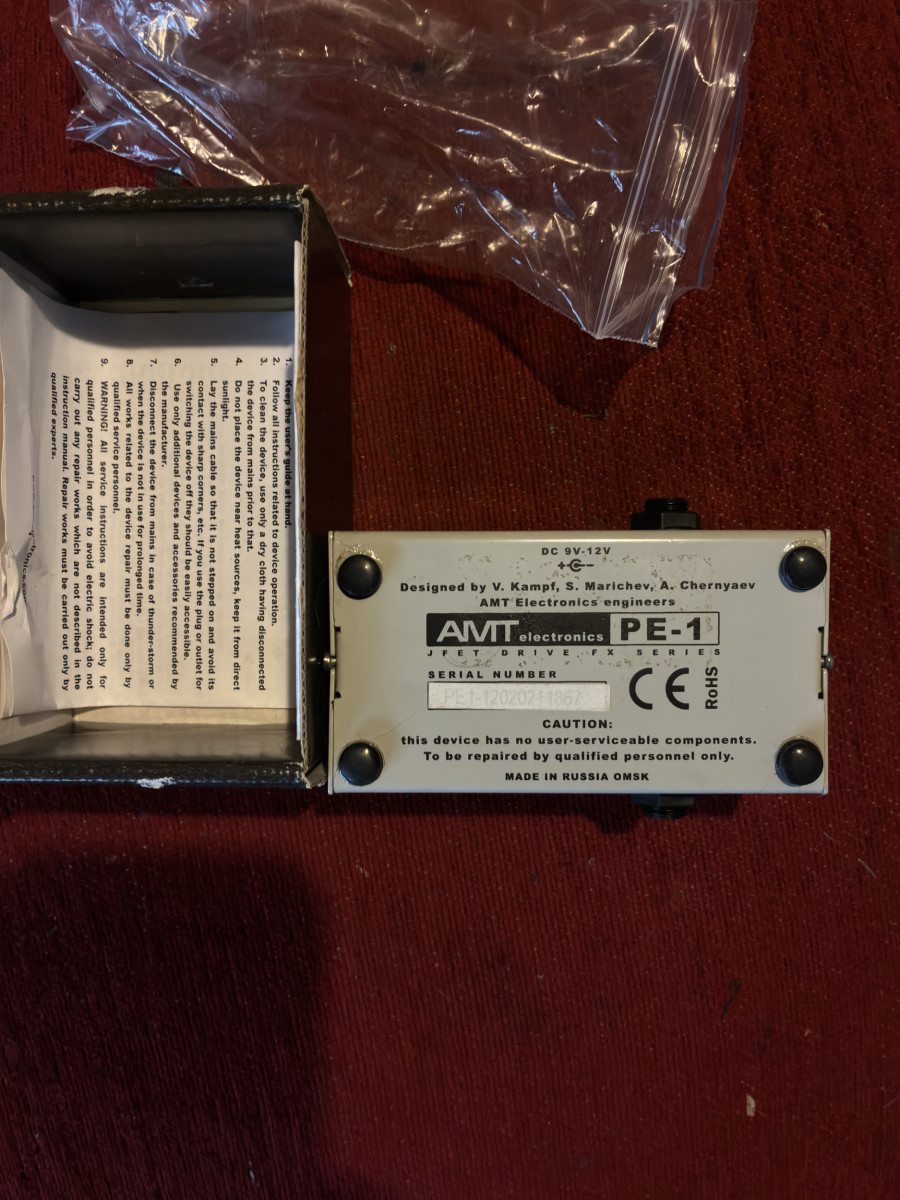 1. Keep the user's guide at hand.
2. Follow all instructions related to device operation.
3. To clean the device, use only a dry cloth having disconnected
the device from mains prior to that.
4. Do not place the device near heat sources, keep it from direct
sunlight.
5. Lay the mains cable so that it is not stepped on and avoid its
contact with sharp corners, etc. If you use the plug or outlet for
switching the device off they should be easily accessible.
6. Use only additional devices and accessories recommended by
the manufacturer.
7. Disconnect the device from mains in case of thunder-storm or
when the device is not in use for prolonged time.
8. All works related to the device repair must be done only by
qualified service personnel.
9. WARNING! All service instructions are intended only for
qualified personnel in order to avoid electric shock; do not
carry out any repair works which are not described in the
instruction manual. Repair works must be carried out only by
qualified experts.
DC 9V-12V
Designed by V. Kampf, S. Marichev, A. Chernyaev
AMT Electronics engineers
AMT electronics PE-1
JFET DRIVE FX SERIES
SERIAL NUMBER
PE1-12020211867
CE RoHS
CAUTION:
this device has no user-serviceable components.
To be repaired by qualified personnel only.
MADE IN RUSSIA OMSK